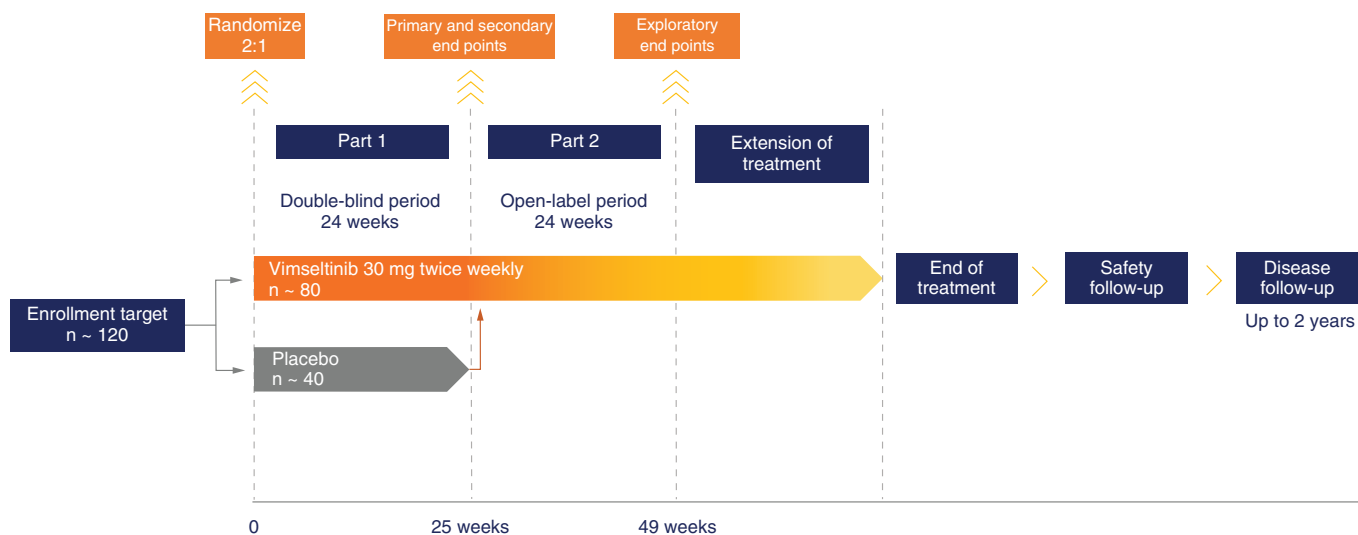 Randomize
2:1
Primary and secondary
end points
Exploratory
end points
Part 1
Part 2
Extension of
treatment
Double-blind period
24 weeks
Open-label period
24 weeks
Enrollment target
n ~ 120
Vimseltinib 30 mg twice weekly
n ~ 80
Placebo
n ~ 40
End of
treatment
Safety
follow-up
Disease
follow-up
Up to 2 years
0
25 weeks
49 weeks